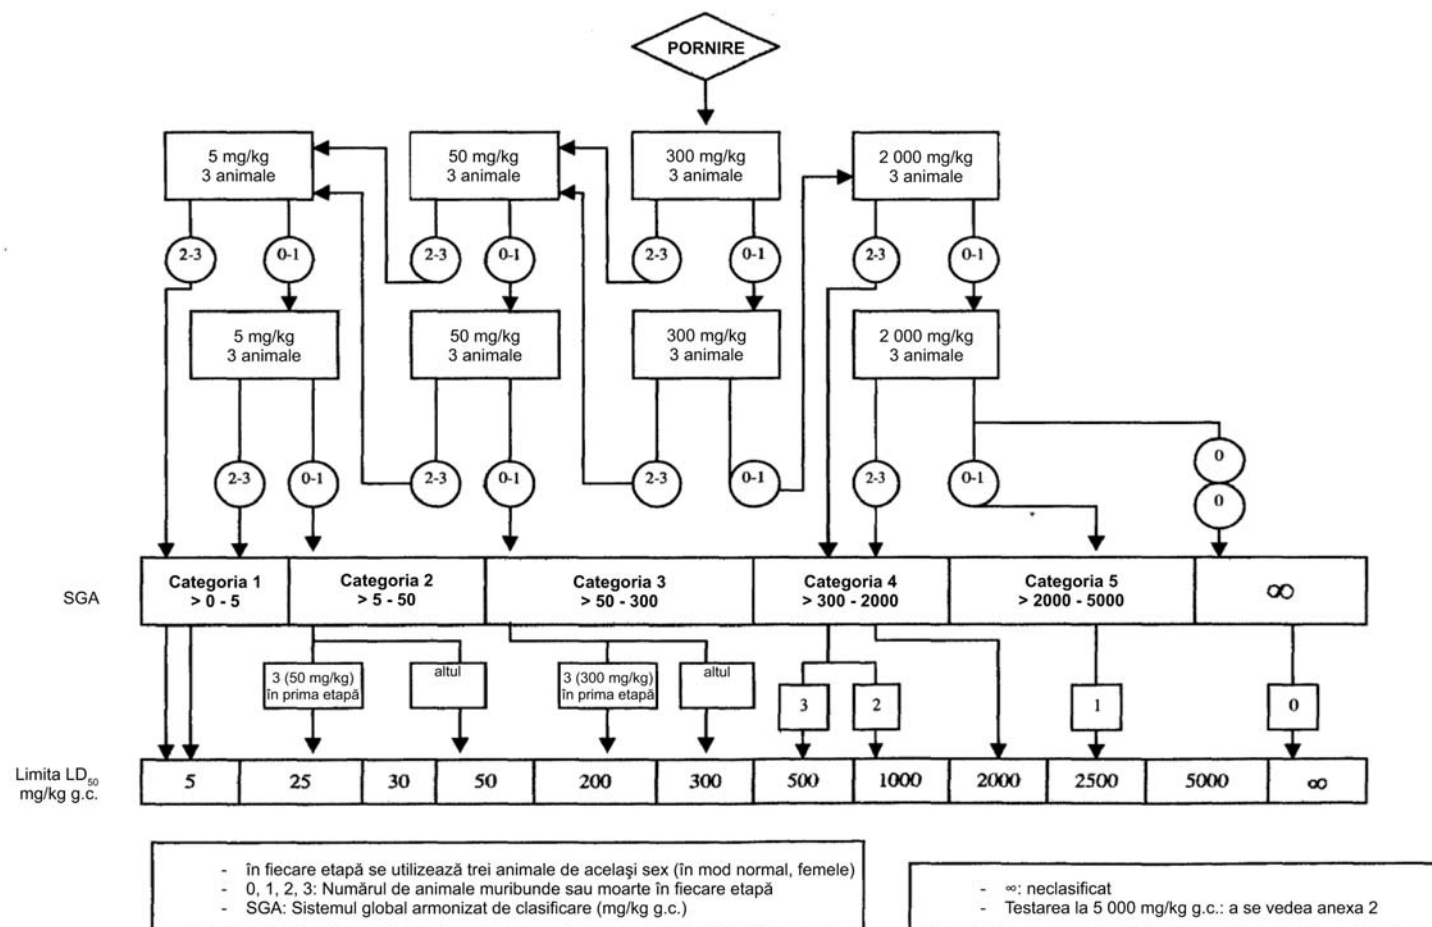 PORNIRE
5 mg/kg
3 animale
50 mg/kg
3 animale
300 mg/kg
3 animale
2 000 mg/kg
3 animale
2-3
0-1
2-3
0-1
2-3
0-1
2-3
0-1
5 mg/kg
3 animale
50 mg/kg
3 animale
300 mg/kg
3 animale
2 000 mg/kg
3 animale
2-3
0-1
2-3
0-1
2-3
0-1
2-3
0-1
0
0
SGA
Categoria 1
> 0 - 5
Categoria 2
> 5 - 50
Categoria 3
> 50 - 300
Categoria 4
> 300 - 2000
Categoria 5
> 2000 - 5000
∞
3 (50 mg/kg)
în prima etapă
altul
3 (300 mg/kg)
în prima etapă
altul
3
2
1
0
Limita LD₅₀
mg/kg g.c.
5
25
30
50
200
300
500
1000
2000
2500
5000
∞
- în fiecare etapă se utilizează trei animale de același sex (în mod normal, femele)
- 0, 1, 2, 3: Numărul de animale muribunde sau moarte în fiecare etapă
- SGA: Sistemul global armonizat de clasificare (mg/kg g.c.)
- ∞: neclasificat
- Testarea la 5 000 mg/kg g.c.: a se vedea anexa 2